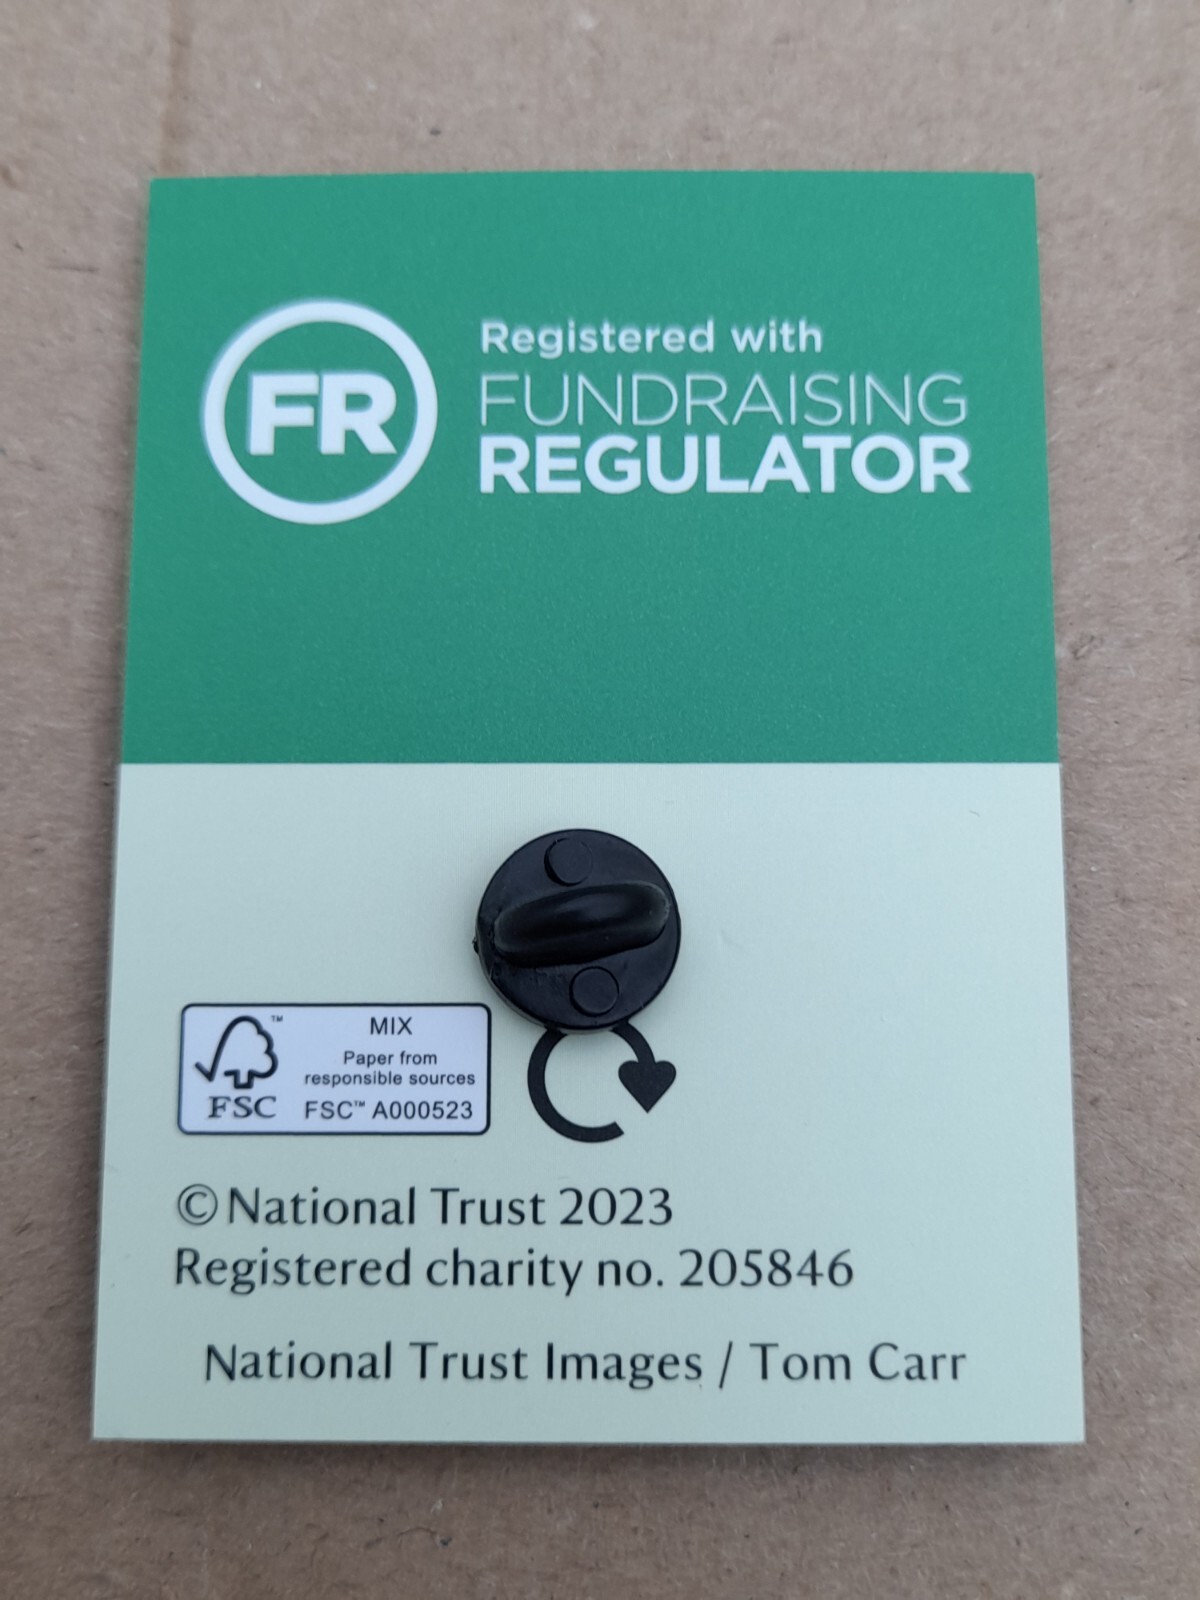 FR
Registered with
FUNDRAISING
REGULATOR
MIX
Paper from
responsible sources
FSC™ A000523
™
FSC
© National Trust 2023
Registered charity no. 205846
National Trust Images / Tom Carr